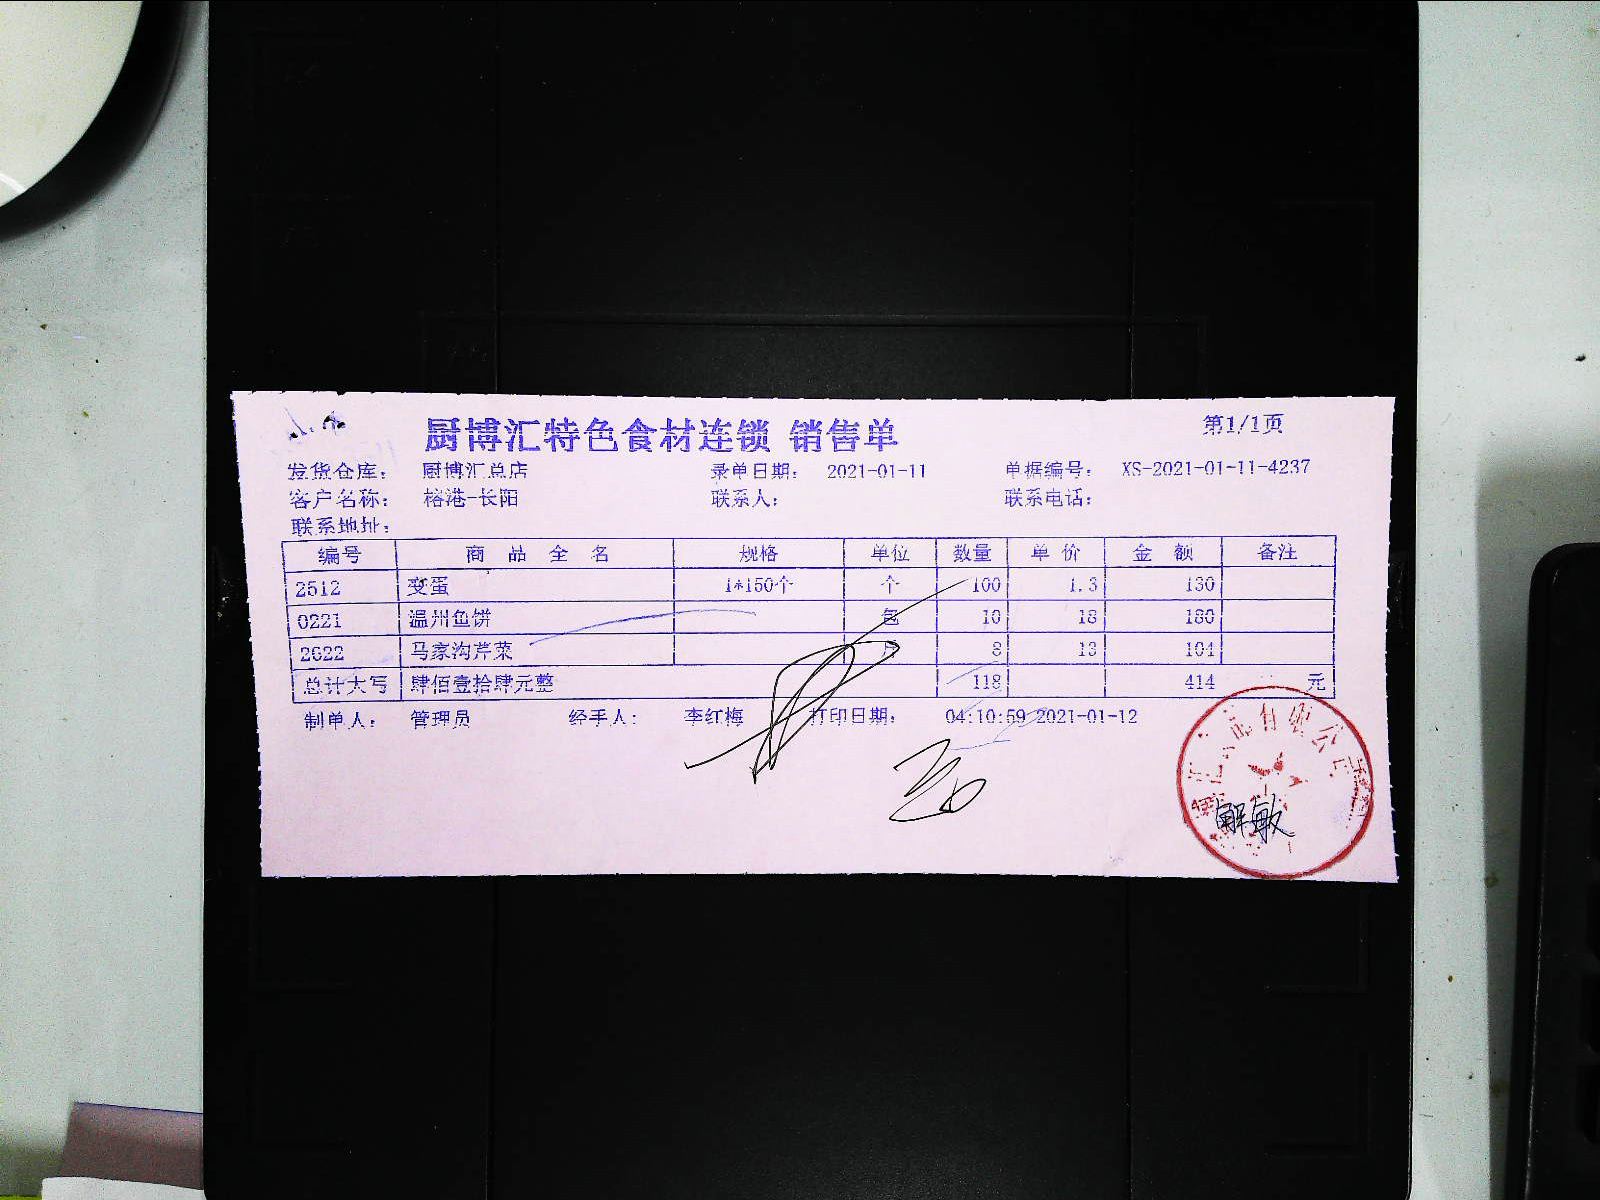 厨博汇特色食材连锁 销售单 第1/1页
发货仓库： 厨博汇总店 录单日期： 2021-01-11 单据编号： XS-2021-01-11-4237
客户名称： 榕港-长阳 联系人： 联系电话：
联系地址：
编号 商品全名 规格 单位 数量 单价 金额 备注
2512 变蛋 1*150个 个 100 1.3 130
0221 温州鱼饼 包 10 18 180
2622 马家沟芹菜 斤 8 13 104
总计大写 肆佰壹拾肆元整 118 414 元
制单人： 管理员 经手人： 李红梅 打印日期： 04:10:59 2021-01-12
解敏